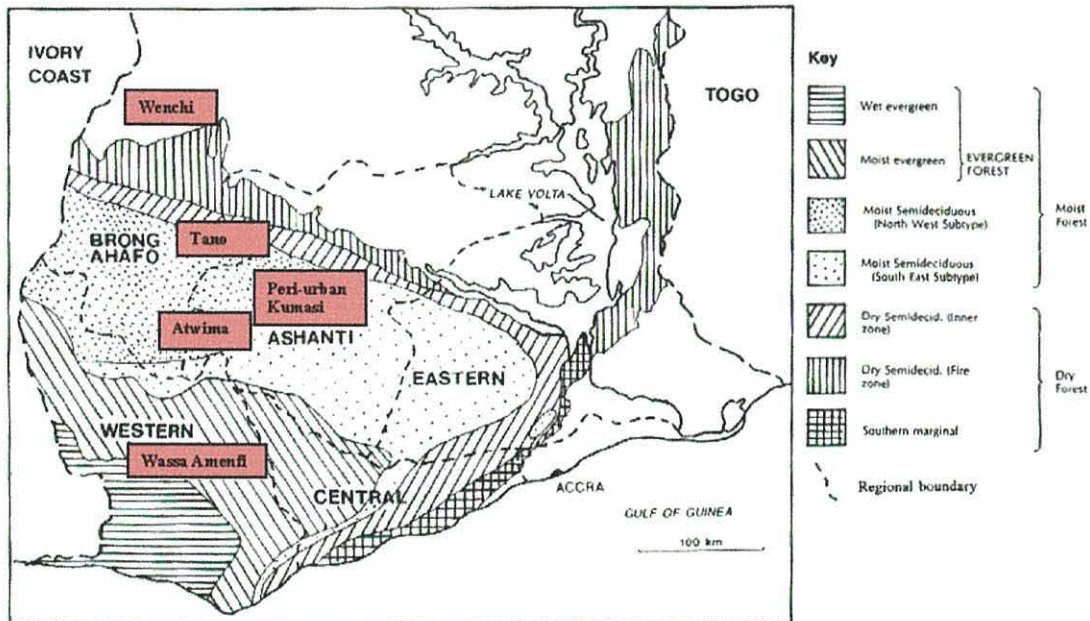 IVORY
COAST
Wenchi
TOGO
LAKE VOLTA
BRONG
AHAFO
Tano
Peri-urban
Kumasi
Atwima
ASHANTI
EASTERN
WESTERN
Wassa Amenfi
CENTRAL
ACCRA
GULF OF GUINEA
100 km
Key
Wet evergreen
Moist evergreen
EVERGREEN
FOREST
Moist Semideciduous
(North West Subtype)
Moist
Forest
Moist Semideciduous
(South East Subtype)
Dry Semidecid. (Inner
zone)
Dry Semidecid. (Fire
zone)
Dry
Forest
Southern marginal
Regional boundary